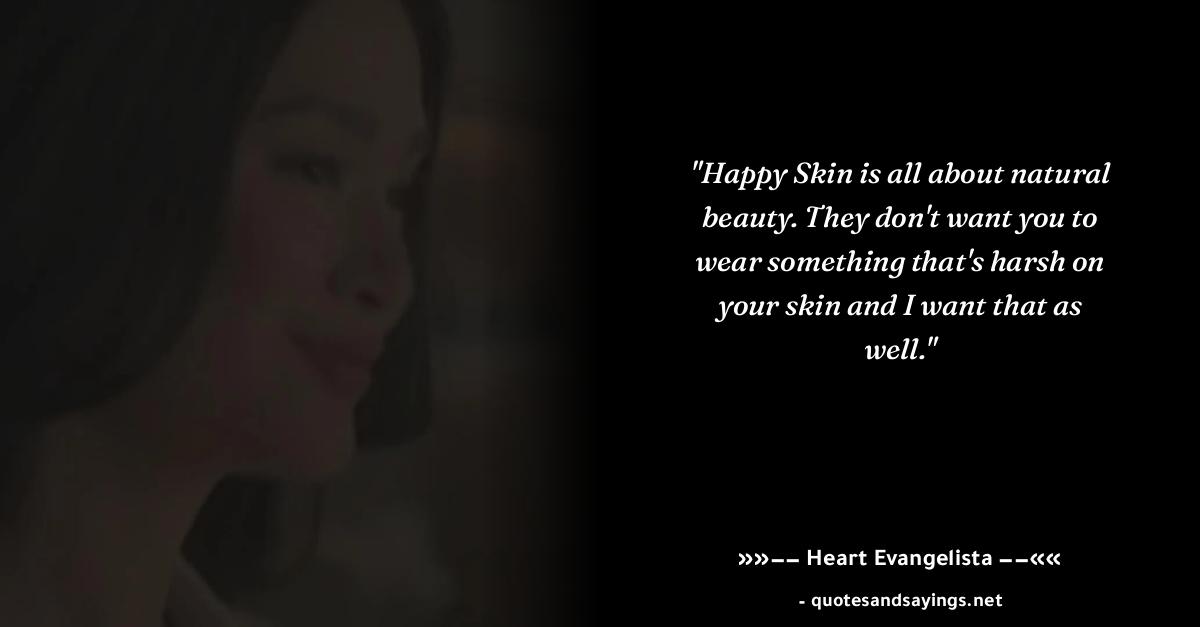 "Happy Skin is all about natural
beauty. They don't want you to
wear something that's harsh on
your skin and I want that as
well."
»»−− Heart Evangelista −−««
- quotesandsayings.net